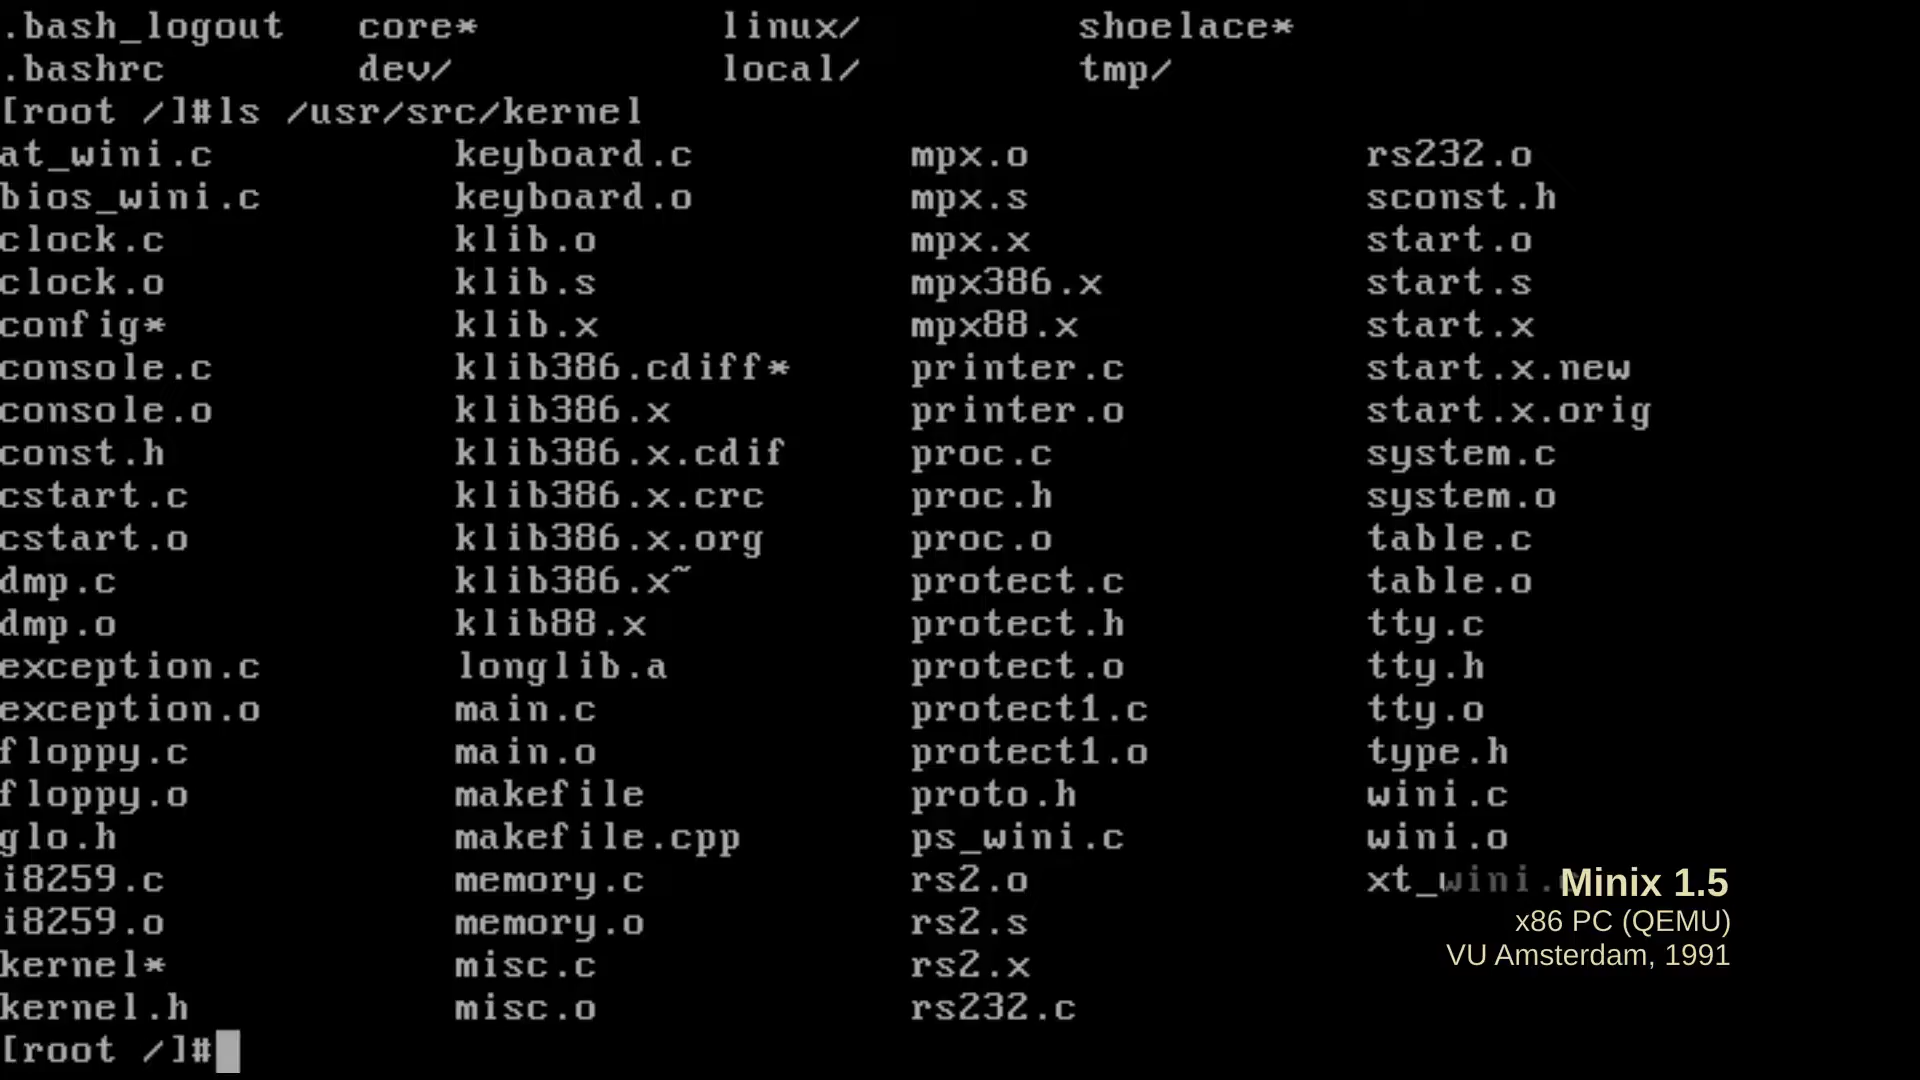 .bash_logout core* linux/ shoelace*
.bashrc dev/ local/ tmp/
[root /]#ls /usr/src/kernel
at_wini.c keyboard.c mpx.o rs232.o
bios_wini.c keyboard.o mpx.s sconst.h
clock.c klib.o mpx.x start.o
clock.o klib.s mpx386.x start.s
config* klib.x mpx88.x start.x
console.c klib386.cdiff* printer.c start.x.new
console.o klib386.x printer.o start.x.orig
const.h klib386.x.cdif proc.c system.c
cstart.c klib386.x.crc proc.h system.o
cstart.o klib386.x.org proc.o table.c
dmp.c klib386.x~ protect.c table.o
dmp.o klib88.x protect.h tty.c
exception.c longlib.a protect.o tty.h
exception.o main.c protect1.c tty.o
floppy.c main.o protect1.o type.h
floppy.o makefile proto.h wini.c
glo.h makefile.cpp ps_wini.c wini.o
i8259.c memory.c rs2.o xt_wini.c
i8259.o memory.o rs2.s
kernel* misc.c rs2.x
kernel.h misc.o rs232.c
[root /]#
Minix 1.5
x86 PC (QEMU)
VU Amsterdam, 1991